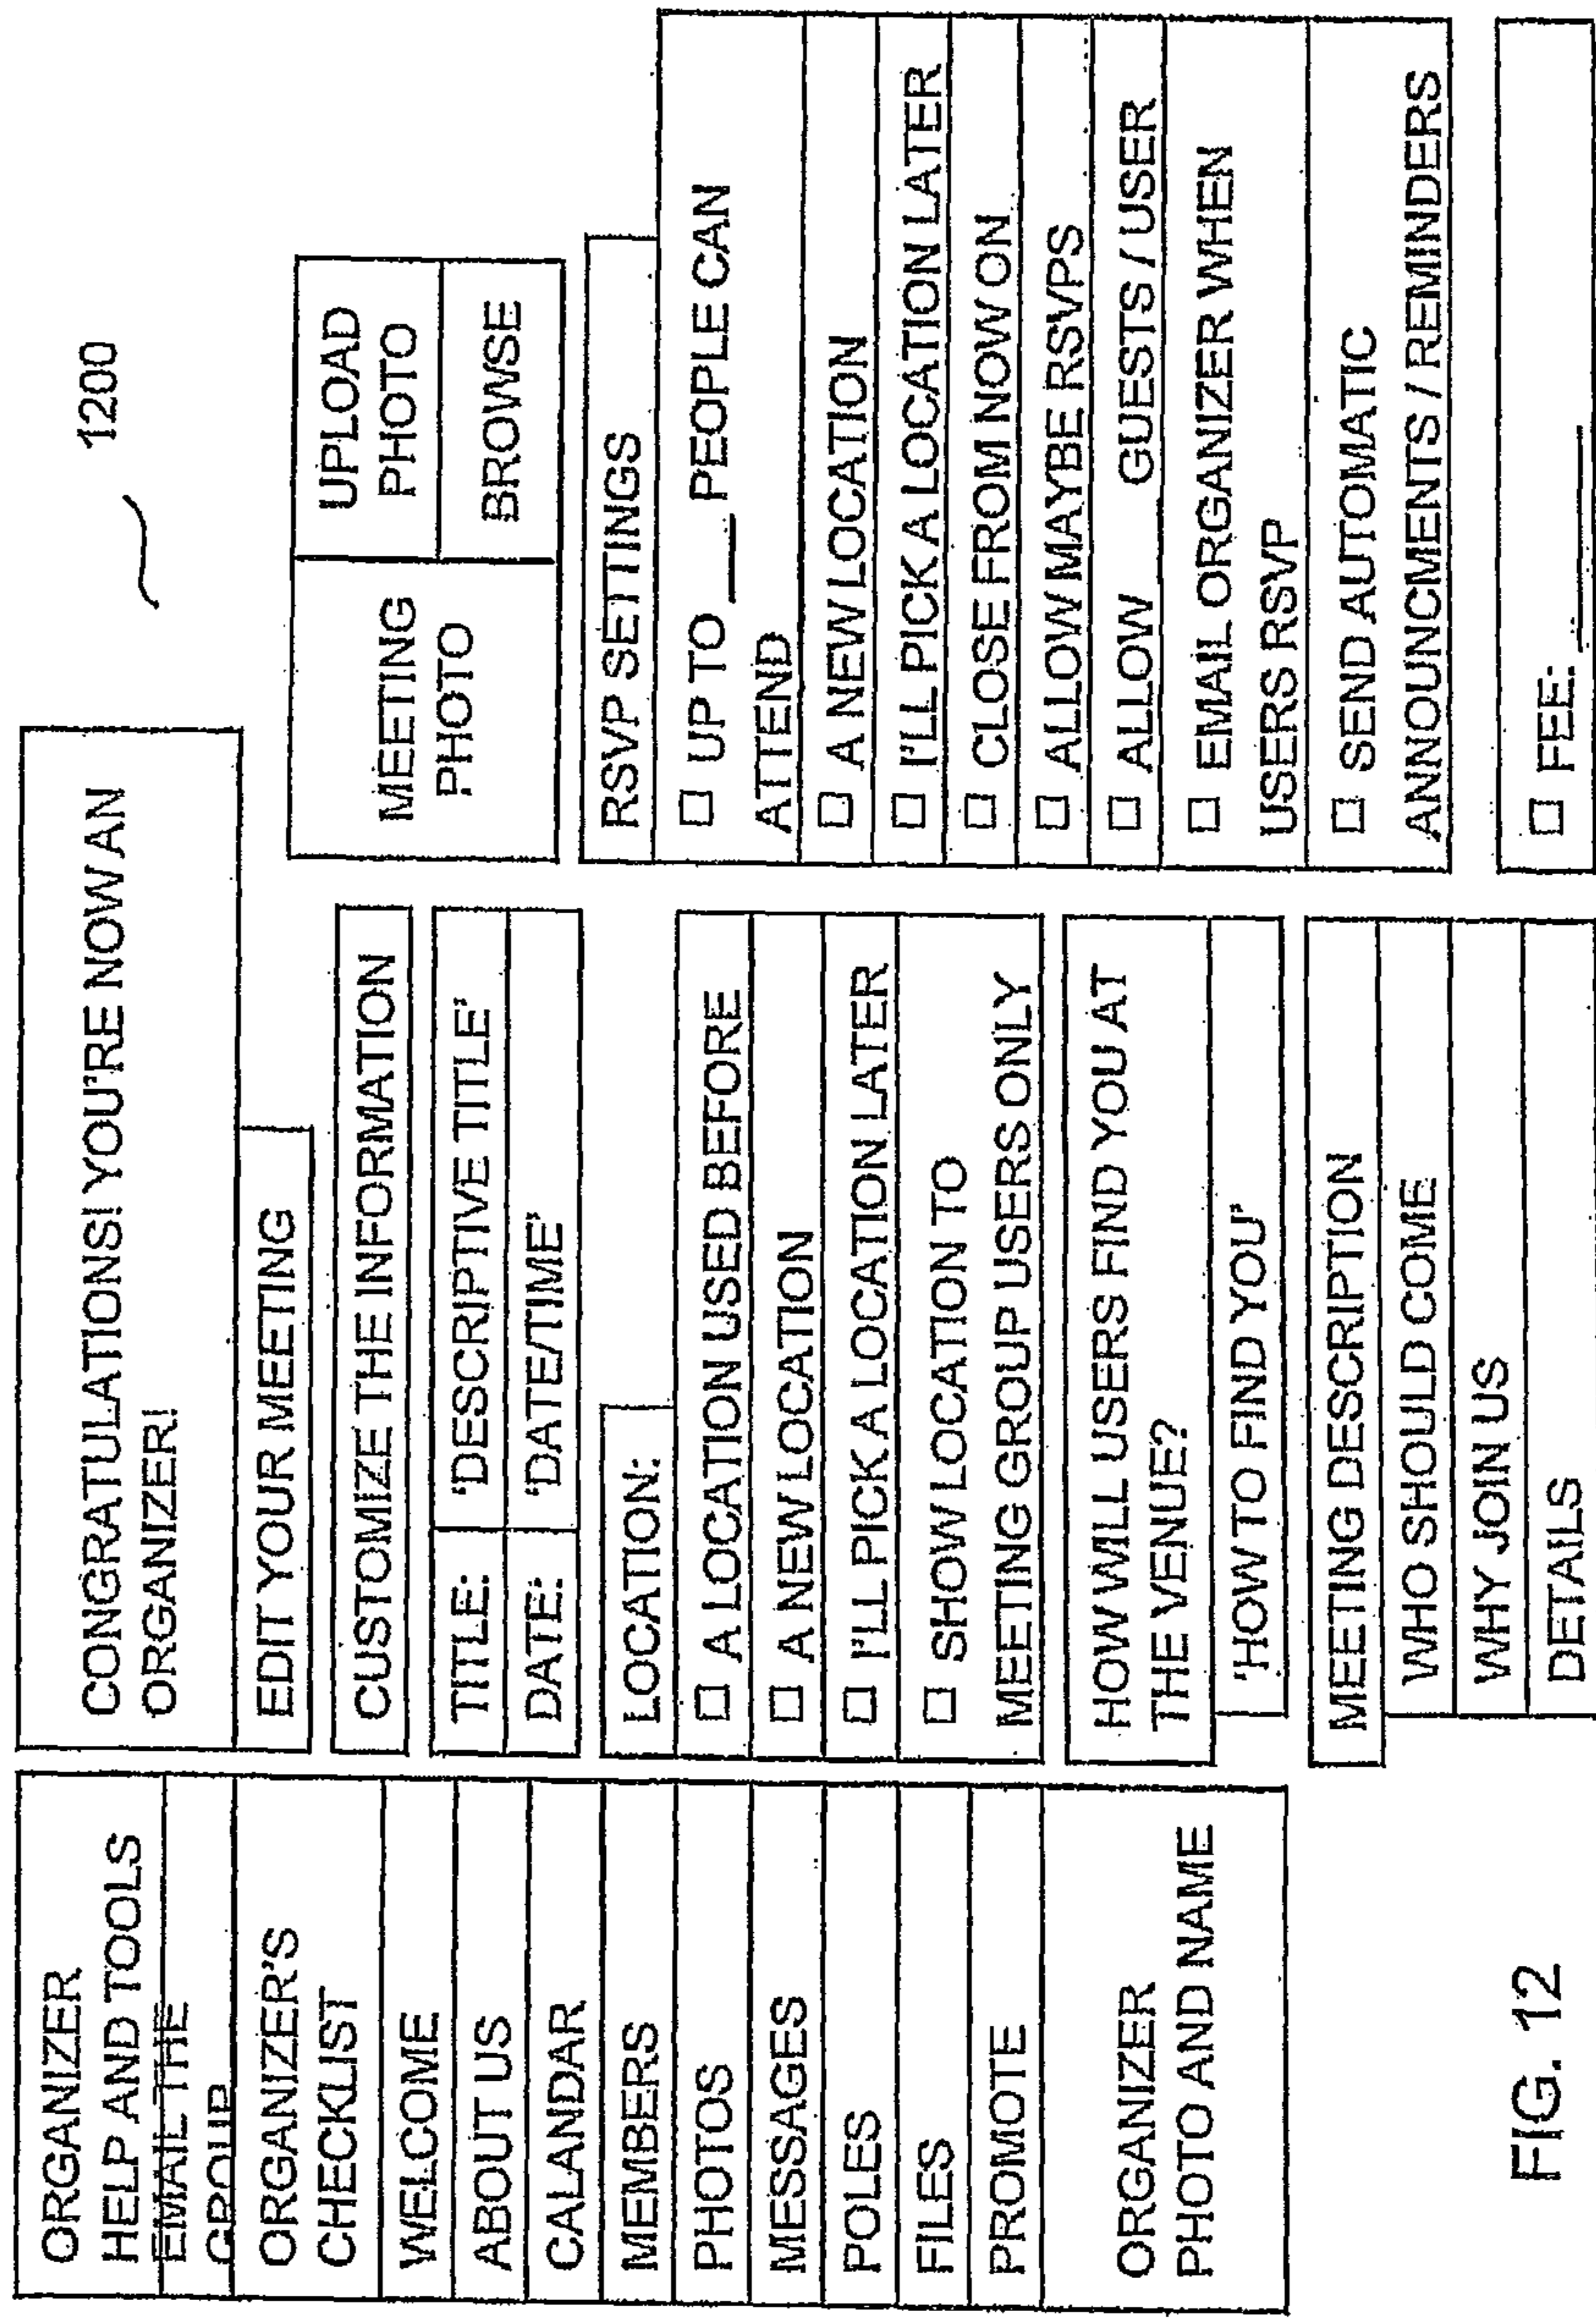 1200
ORGANIZER
HELP AND TOOLS
EMAIL THE
GROUP
ORGANIZER'S
CHECKLIST
WELCOME
ABOUT US
CALANDAR
MEMBERS
PHOTOS
MESSAGES
POLES
FILES
PROMOTE
ORGANIZER
PHOTO AND NAME
CONGRATULATIONS! YOU'RE NOW AN
ORGANIZER!
EDIT YOUR MEETING
CUSTOMIZE THE INFORMATION
TITLE: 'DESCRIPTIVE TITLE'
DATE: 'DATE/TIME'
LOCATION:
☐ A LOCATION USED BEFORE
☐ A NEW LOCATION
☐ I'LL PICK A LOCATION LATER
☐ SHOW LOCATION TO
MEETING GROUP USERS ONLY
HOW WILL USERS FIND YOU AT
THE VENUE?
'HOW TO FIND YOU'
MEETING DESCRIPTION
WHO SHOULD COME
WHY JOIN US
DETAILS
MEETING
PHOTO
UPLOAD
PHOTO
BROWSE
RSVP SETTINGS
☐ UP TO __ PEOPLE CAN
ATTEND
☐ A NEW LOCATION
☐ I'LL PICK A LOCATION LATER
☐ CLOSE FROM NOW ON
☐ ALLOW MAYBE RSVPS
☐ ALLOW ___ GUESTS / USER
☐ EMAIL ORGANIZER WHEN
USERS RSVP
☐ SEND AUTOMATIC
ANNOUNCMENTS / REMINDERS
☐ FEE: ______
FIG. 12